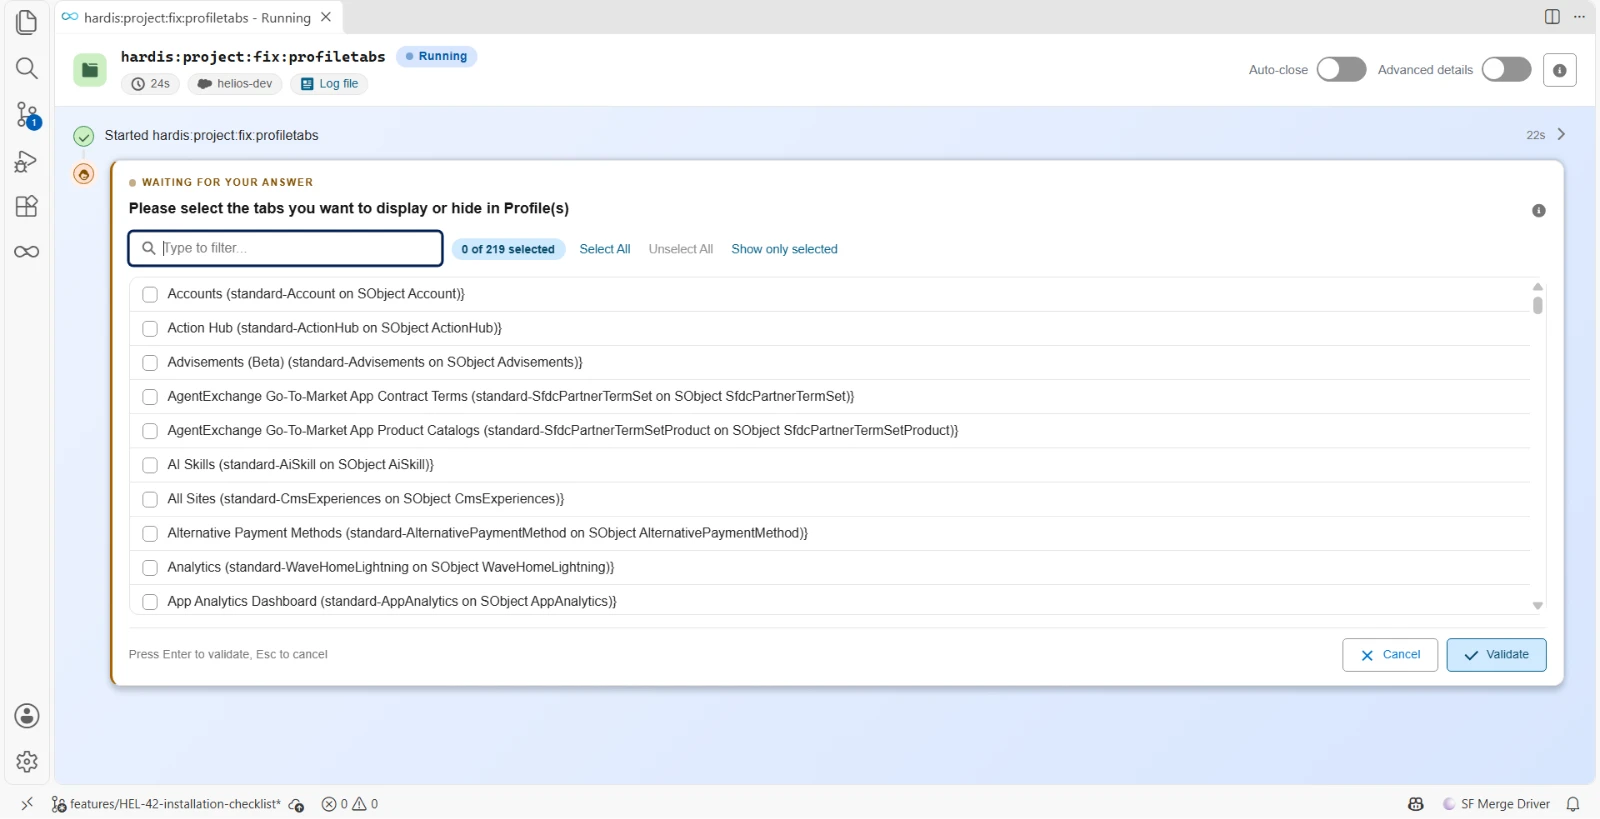 hardis:project:fix:profiletabs - Running
hardis:project:fix:profiletabs
Running
24s
helios-dev
Log file
Auto-close
Advanced details
1
Started hardis:project:fix:profiletabs
22s
WAITING FOR YOUR ANSWER
Please select the tabs you want to display or hide in Profile(s)
Type to filter...
0 of 219 selected
Select All
Unselect All
Show only selected
Accounts (standard-Account on SObject Account)}
Action Hub (standard-ActionHub on SObject ActionHub)}
Advisements (Beta) (standard-Advisements on SObject Advisements)}
AgentExchange Go-To-Market App Contract Terms (standard-SfdcPartnerTermSet on SObject SfdcPartnerTermSet)}
AgentExchange Go-To-Market App Product Catalogs (standard-SfdcPartnerTermSetProduct on SObject SfdcPartnerTermSetProduct)}
AI Skills (standard-AiSkill on SObject AiSkill)}
All Sites (standard-CmsExperiences on SObject CmsExperiences)}
Alternative Payment Methods (standard-AlternativePaymentMethod on SObject AlternativePaymentMethod)}
Analytics (standard-WaveHomeLightning on SObject WaveHomeLightning)}
App Analytics Dashboard (standard-AppAnalytics on SObject AppAnalytics)}
Press Enter to validate, Esc to cancel
Cancel
Validate
features/HEL-42-installation-checklist*
0
0
SF Merge Driver